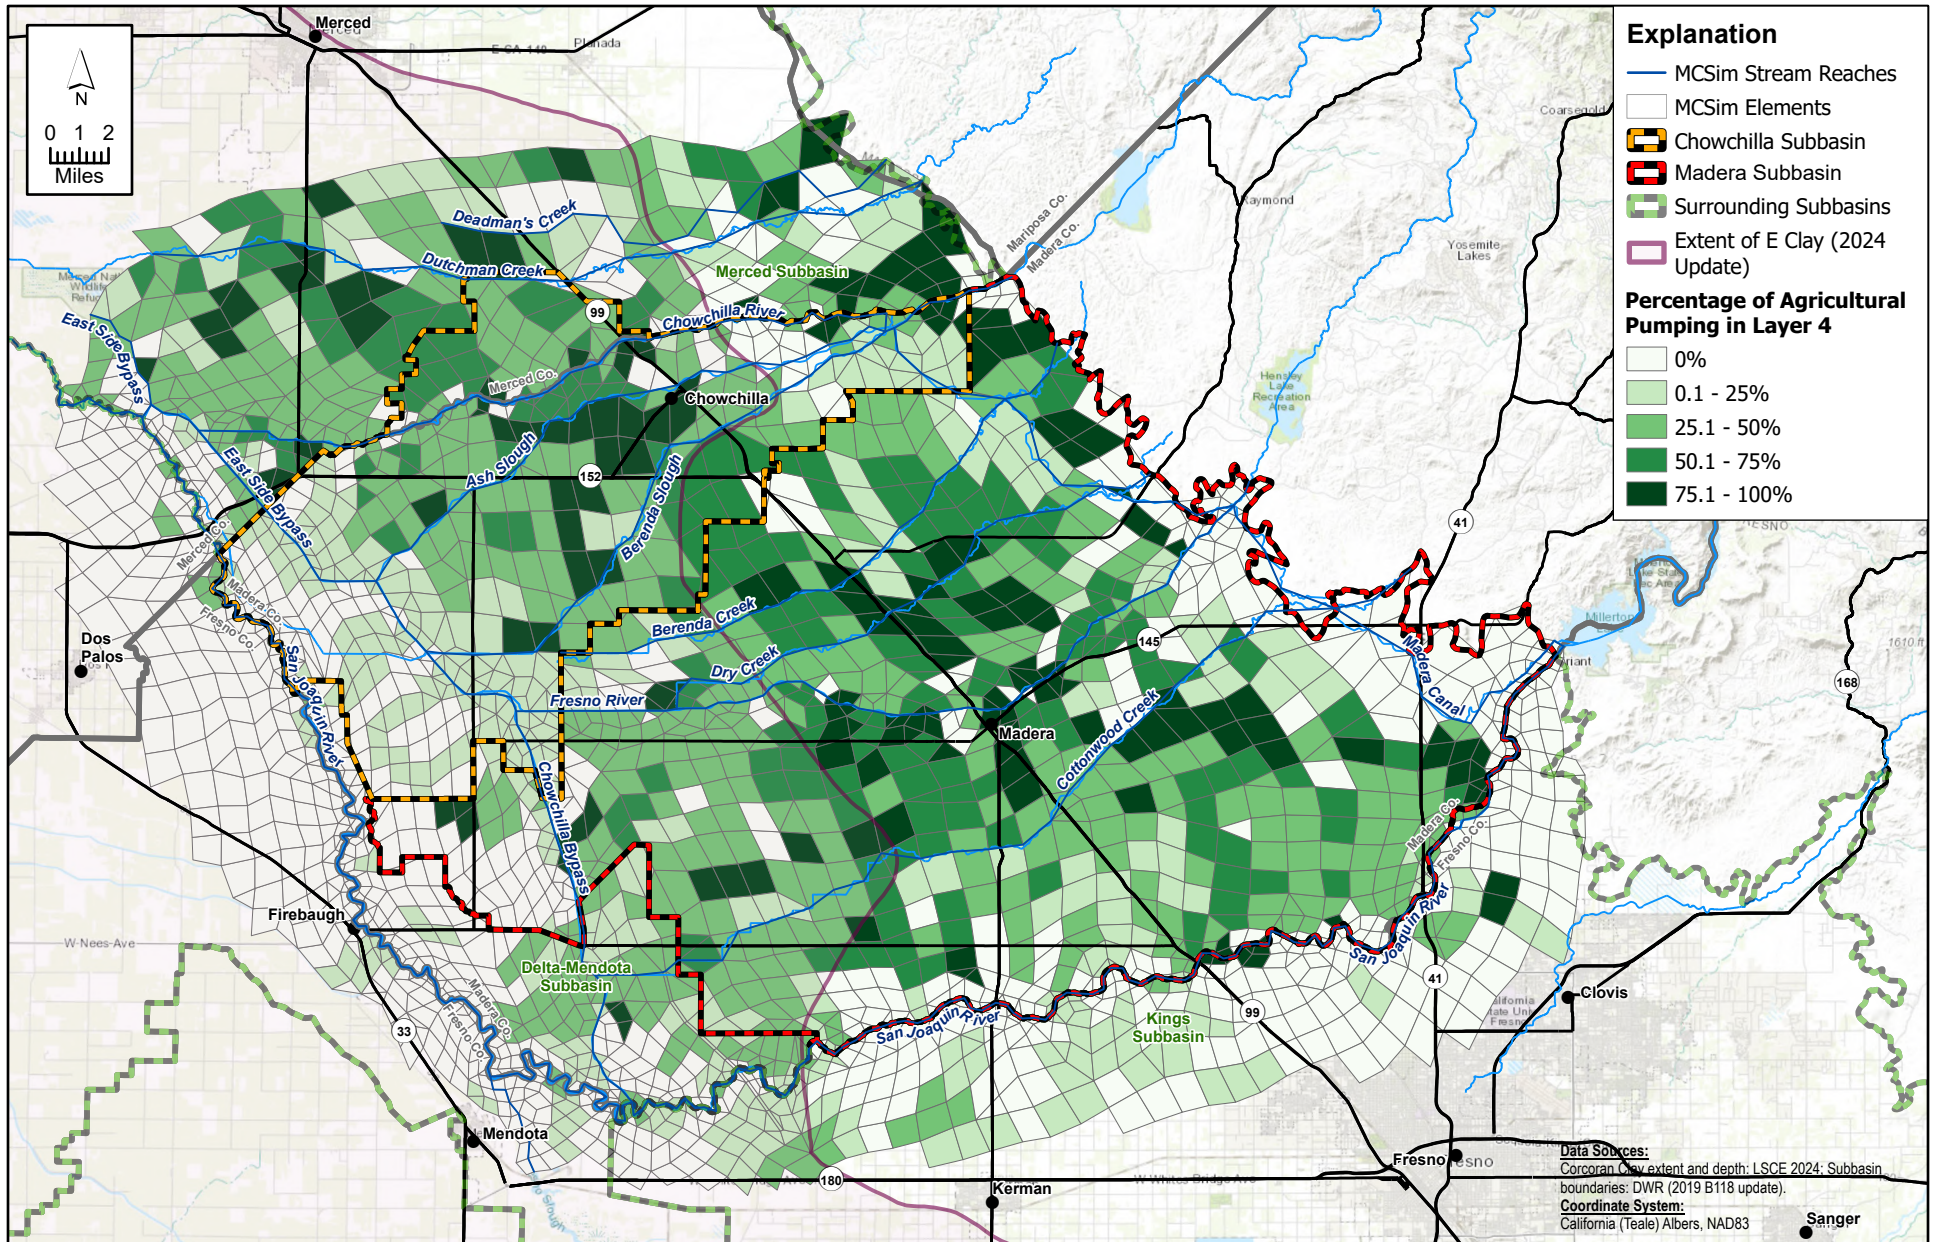 Explanation
MCSim Stream Reaches
MCSim Elements
Chowchilla Subbasin
Madera Subbasin
Surrounding Subbasins
Extent of E Clay (2024
Update)
Percentage of Agricultural
Pumping in Layer 4
0%
0.1 - 25%
25.1 - 50%
50.1 - 75%
75.1 - 100%
N
0 1 2
Miles
Merced
E SA 140
Planada
Coarsegold
Raymond
Yosemite
Lakes
Hensley
Lake
Recreation
Area
Mariposa Co.
Madera Co.
Deadman's Creek
Dutchman Creek
Merced Subbasin
Chowchilla River
99
East Side Bypass
Merced Co.
Chowchilla
Ash Slough
152
Berenda Slough
East Side Bypass
Merced Co.
Madera Co.
Fresno Co.
41
Dos
Palos
San Joaquin River
Berenda Creek
Dry Creek
Fresno River
145
Madera
Cottonwood Creek
Madera Canal
Millerton
168
1610 ft
Chowchilla Bypass
Madera Co.
Fresno Co.
Firebaugh
W Nees Ave
Delta-Mendota
Subbasin
Madera Co.
Fresno Co.
33
San Joaquin River
San Joaquin River
Kings
Subbasin
99
41
Clovis
Mendota
180
Kerman
W Whites Bridge Ave
Fresno
Sanger
Data Sources:
Corcoran Clay extent and depth: LSCE 2024; Subbasin
boundaries: DWR (2019 B118 update).
Coordinate System:
California (Teale) Albers, NAD83